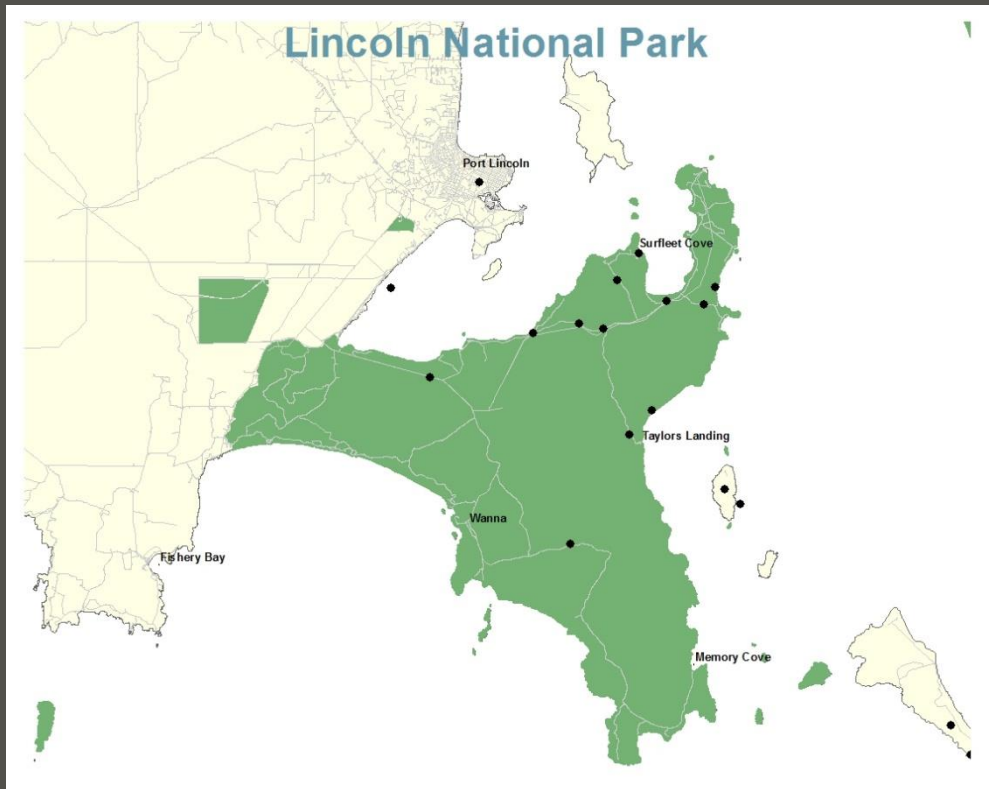 Lincoln National Park
Port Lincoln
Surfleet Cove
Taylors Landing
Wanna
Fishery Bay
Memory Cove